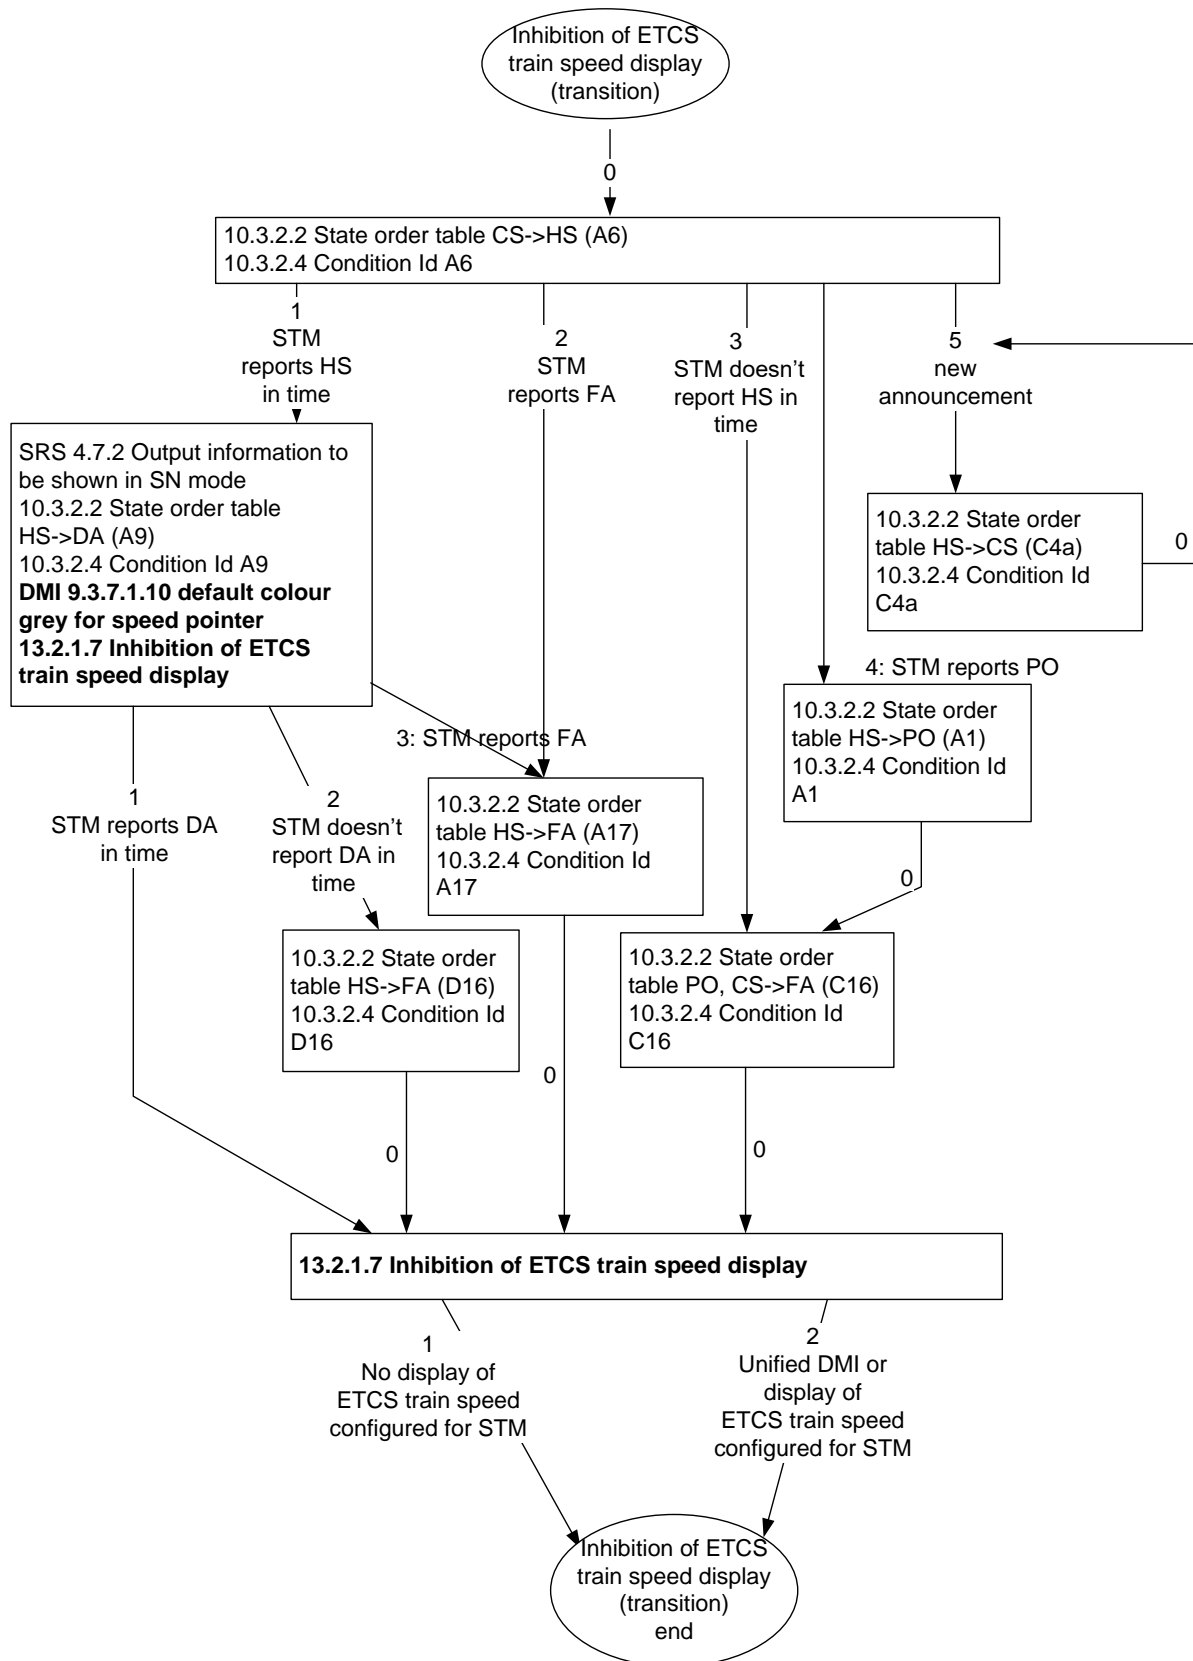 Inhibition of ETCS
train speed display
(transition)
0
10.3.2.2 State order table CS->HS (A6)
10.3.2.4 Condition Id A6
1
STM
reports HS
in time
2
STM
reports FA
3
STM doesn't
report HS in
time
5
new
announcement
SRS 4.7.2 Output information to
be shown in SN mode
10.3.2.2 State order table
HS->DA (A9)
10.3.2.4 Condition Id A9
DMI 9.3.7.1.10 default colour
grey for speed pointer
13.2.1.7 Inhibition of ETCS
train speed display
10.3.2.2 State order
table HS->CS (C4a)
10.3.2.4 Condition Id
C4a
0
4: STM reports PO
10.3.2.2 State order
table HS->PO (A1)
10.3.2.4 Condition Id
A1
3: STM reports FA
1
STM reports DA
in time
2
STM doesn't
report DA in
time
10.3.2.2 State order
table HS->FA (A17)
10.3.2.4 Condition Id
A17
0
10.3.2.2 State order
table HS->FA (D16)
10.3.2.4 Condition Id
D16
10.3.2.2 State order
table PO, CS->FA (C16)
10.3.2.4 Condition Id
C16
0
0
0
13.2.1.7 Inhibition of ETCS train speed display
1
No display of
ETCS train speed
configured for STM
2
Unified DMI or
display of
ETCS train speed
configured for STM
Inhibition of ETCS
train speed display
(transition)
end